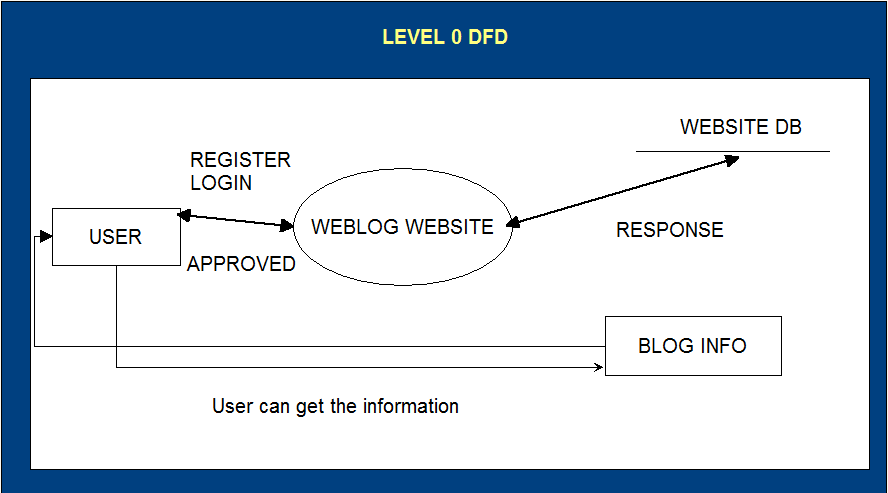 LEVEL 0 DFD
WEBSITE DB
REGISTER
LOGIN
WEBLOG WEBSITE
RESPONSE
USER
APPROVED
BLOG INFO
User can get the information